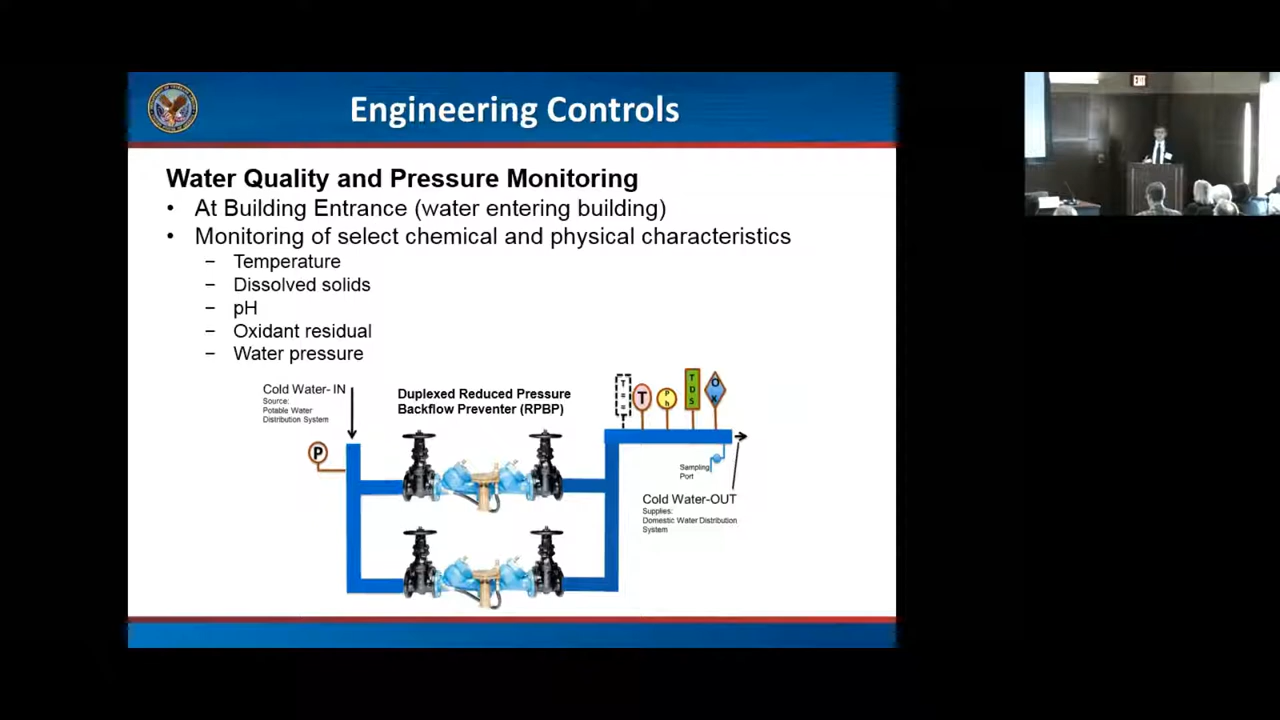 Engineering Controls
EXIT
Water Quality and Pressure Monitoring
• At Building Entrance (water entering building)
• Monitoring of select chemical and physical characteristics
− Temperature
− Dissolved solids
− pH
− Oxidant residual
− Water pressure
Cold Water- IN
Source:
Potable Water
Distribution System
Duplexed Reduced Pressure
Backflow Preventer (RPBP)
P
T
T
P
h
T
D
S
O
X
Sampling
Port
Cold Water-OUT
Supplies:
Domestic Water Distribution
System